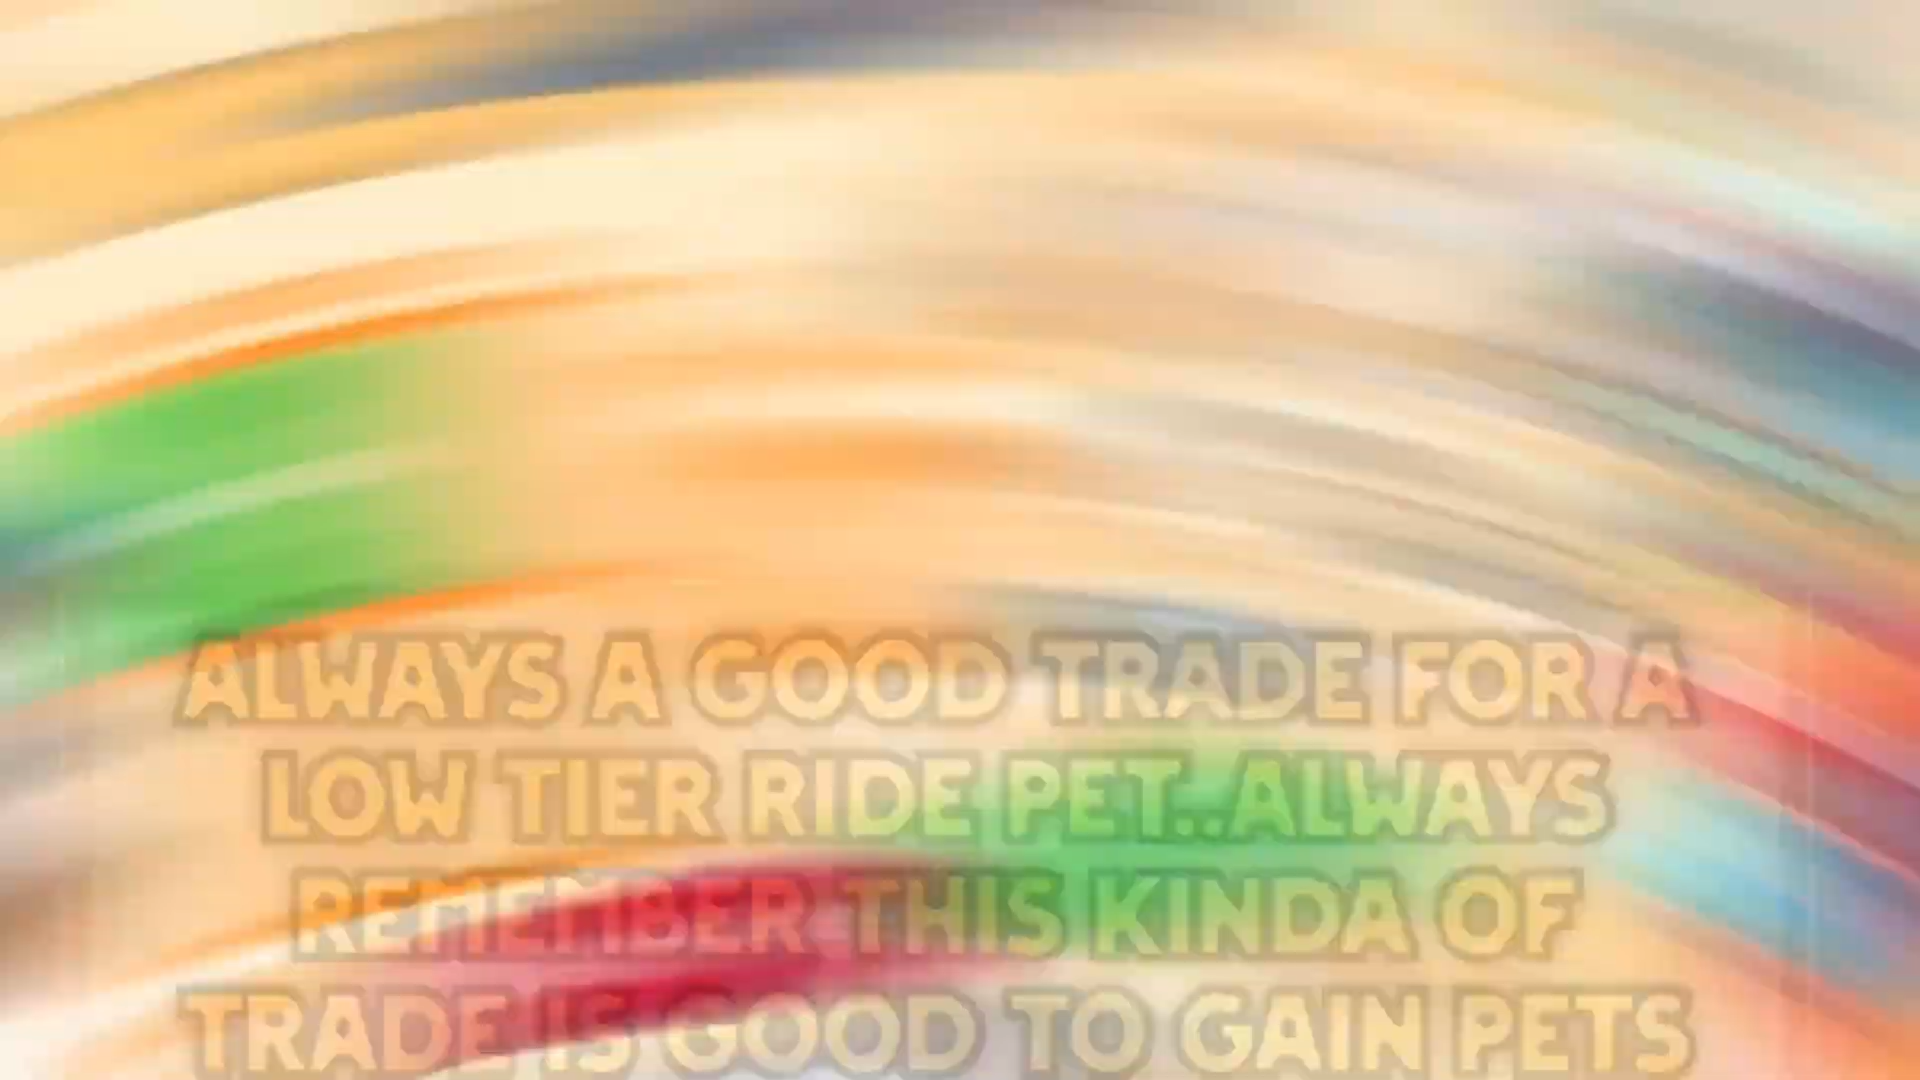 ALWAYS A GOOD TRADE FOR A
LOW TIER RIDE PET..ALWAYS
REMEMBER THIS KINDA OF
TRADE IS GOOD TO GAIN PETS